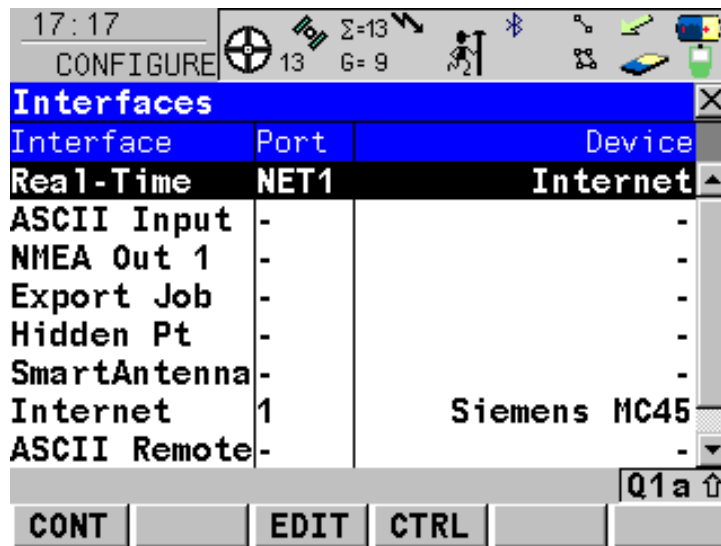 17:17
CONFIGURE
13
Σ=13
G= 9
Interfaces
Interface Port Device
Real-Time NET1 Internet
ASCII Input - -
NMEA Out 1 - -
Export Job - -
Hidden Pt - -
SmartAntenna - -
Internet 1 Siemens MC45
ASCII Remote - -
Q1a
CONT EDIT CTRL